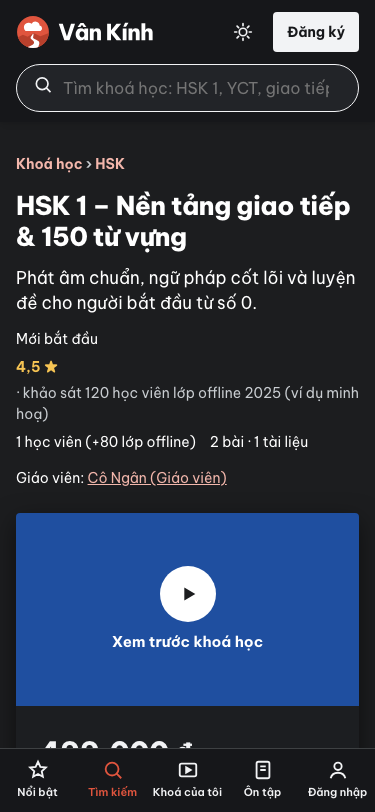 Vân Kính
Đăng ký
Tìm khoá học: HSK 1, YCT, giao tiếp
Khoá học › HSK
HSK 1 – Nền tảng giao tiếp
& 150 từ vựng
Phát âm chuẩn, ngữ pháp cốt lõi và luyện
đề cho người bắt đầu từ số 0.
Mới bắt đầu
4,5 ★
· khảo sát 120 học viên lớp offline 2025 (ví dụ minh
hoạ)
1 học viên (+80 lớp offline) 2 bài · 1 tài liệu
Giáo viên: Cô Ngân (Giáo viên)
Xem trước khoá học
Nổi bật
Tìm kiếm
Khoá của tôi
Ôn tập
Đăng nhập